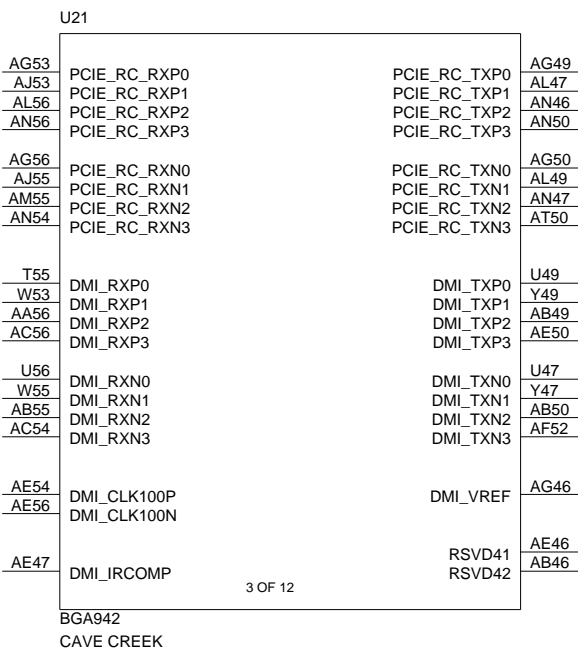 U21
AG53 PCIE_RC_RXP0 PCIE_RC_TXP0 AG49
AJ53 PCIE_RC_RXP1 PCIE_RC_TXP1 AL47
AL56 PCIE_RC_RXP2 PCIE_RC_TXP2 AN46
AN56 PCIE_RC_RXP3 PCIE_RC_TXP3 AN50
AG56 PCIE_RC_RXN0 PCIE_RC_TXN0 AG50
AJ55 PCIE_RC_RXN1 PCIE_RC_TXN1 AL49
AM55 PCIE_RC_RXN2 PCIE_RC_TXN2 AN47
AN54 PCIE_RC_RXN3 PCIE_RC_TXN3 AT50
T55 DMI_RXP0 DMI_TXP0 U49
W53 DMI_RXP1 DMI_TXP1 Y49
AA56 DMI_RXP2 DMI_TXP2 AB49
AC56 DMI_RXP3 DMI_TXP3 AE50
U56 DMI_RXN0 DMI_TXN0 U47
W55 DMI_RXN1 DMI_TXN1 Y47
AB55 DMI_RXN2 DMI_TXN2 AB50
AC54 DMI_RXN3 DMI_TXN3 AF52
AE54 DMI_CLK100P DMI_VREF AG46
AE56 DMI_CLK100N
RSVD41 AE46
AE47 DMI_IRCOMP RSVD42 AB46
3 OF 12
BGA942
CAVE CREEK